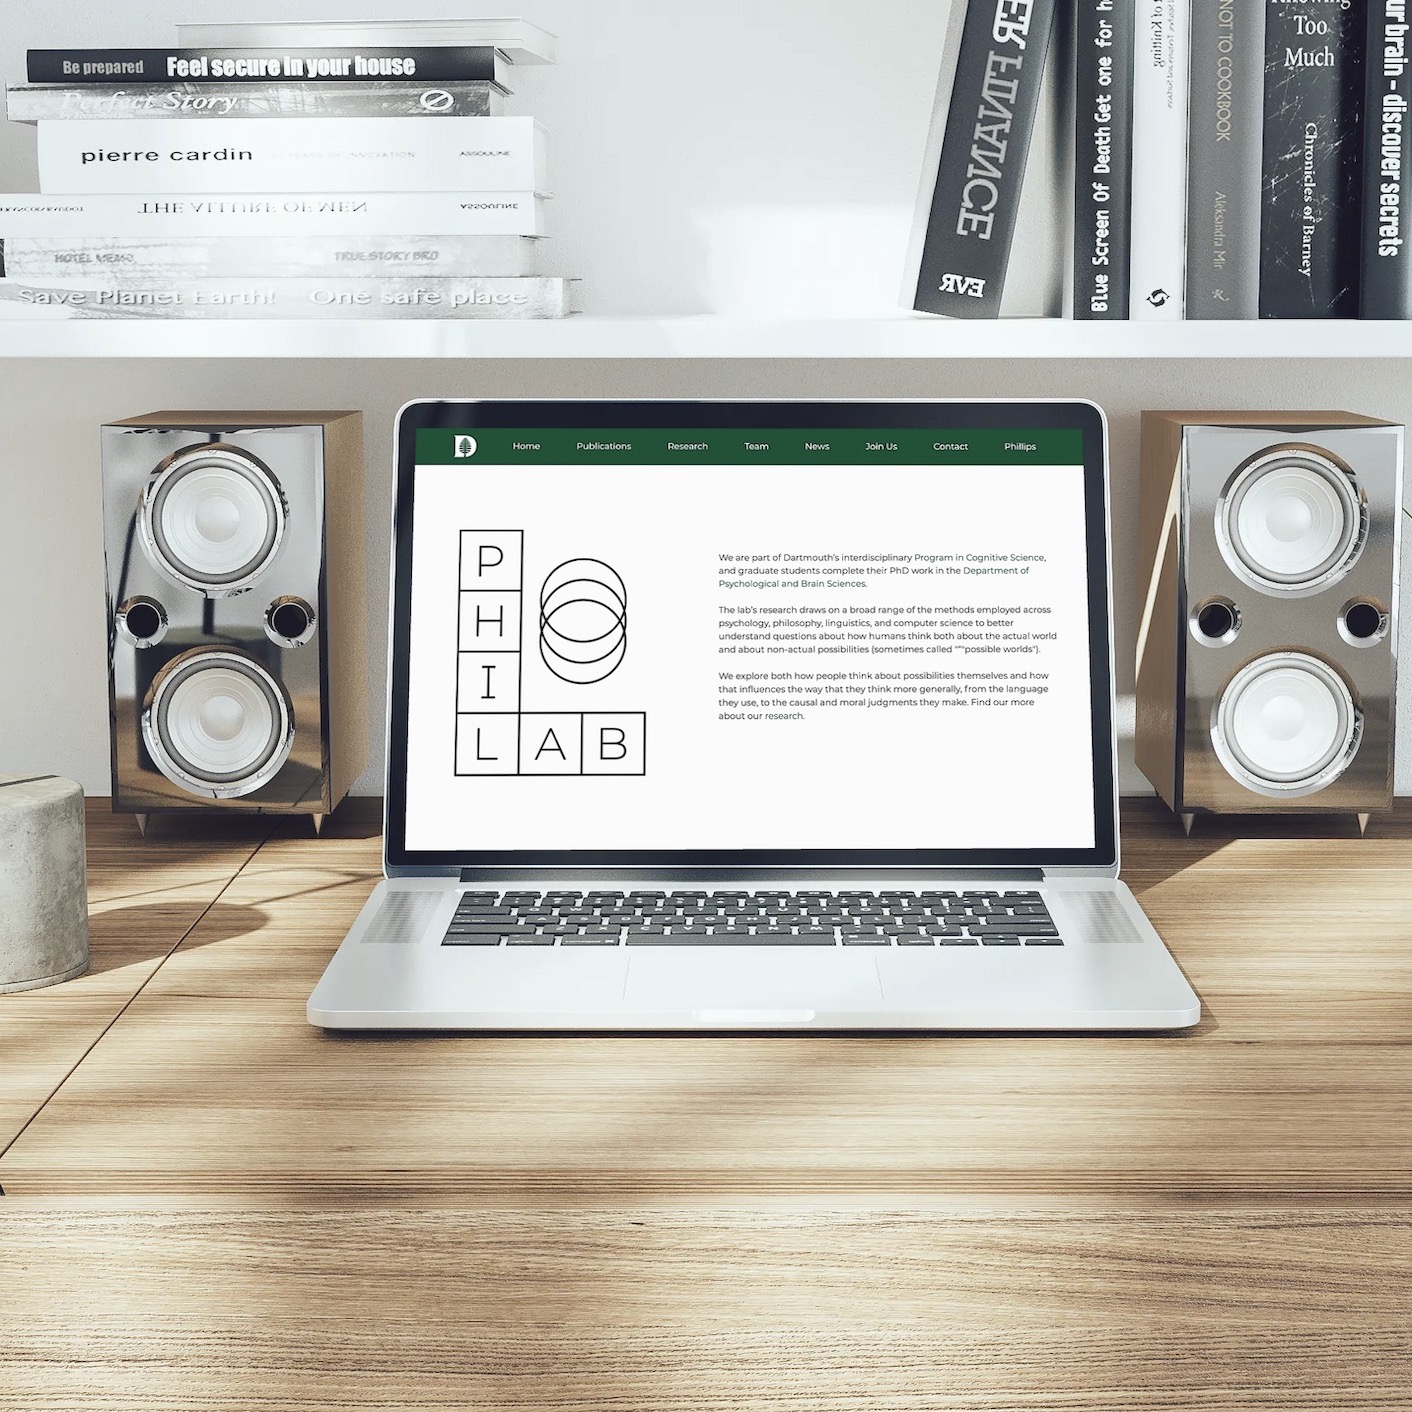 Be prepared Feel secure in your house
Perfect Story
pierre cardin
ASSOULINE
THE ALLURE OF MEN
ASSOULINE
HOTEL MEMO TRUE STORY BRO
Save Planet Earth! One safe place
FINANCE
EVR
Blue Screen Of Death Get one for
of Knitting
NOT TO COOKBOOK
Aleksandra Mir
Knowing
Too
Much
Chronicles of Barney
ur brain - discover secrets
D Home Publications Research Team News Join Us Contact Phillips
P
H
I
L A B
We are part of Dartmouth's interdisciplinary Program in Cognitive Science,
and graduate students complete their PhD work in the Department of
Psychological and Brain Sciences.
The lab's research draws on a broad range of the methods employed across
psychology, philosophy, linguistics, and computer science to better
understand questions about how humans think both about the actual world
and about non-actual possibilities (sometimes called ""“possible worlds").
We explore both how people think about possibilities themselves and how
that influences the way that they think more generally, from the language
they use, to the causal and moral judgments they make. Find our more
about our research.